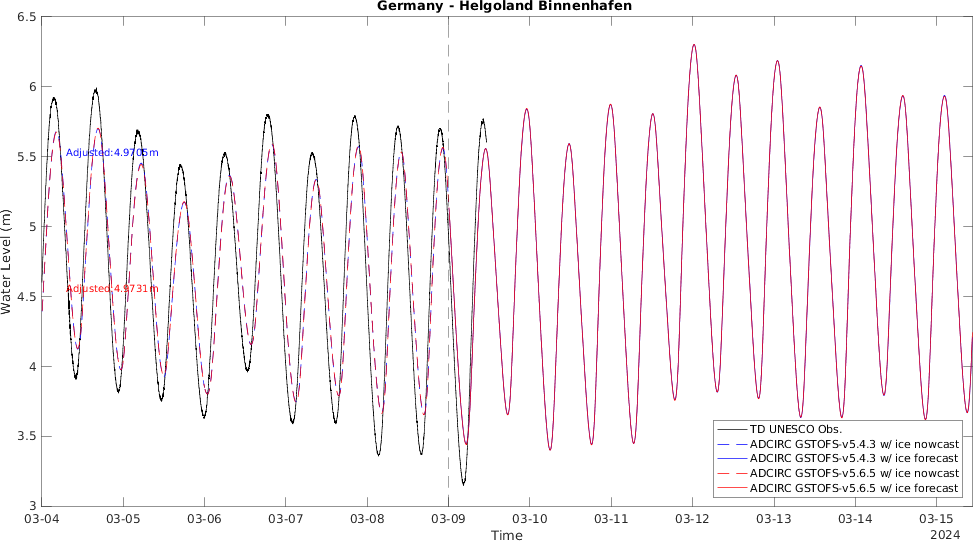 Germany - Helgoland Binnenhafen
6.5
6
5.5
5
4.5
4
3.5
3
Water Level (m)
Adjusted:4.9705m
Adjusted:4.9731m
TD UNESCO Obs.
ADCIRC GSTOFS-v5.4.3 w/ ice nowcast
ADCIRC GSTOFS-v5.4.3 w/ ice forecast
ADCIRC GSTOFS-v5.6.5 w/ ice nowcast
ADCIRC GSTOFS-v5.6.5 w/ ice forecast
03-04 03-05 03-06 03-07 03-08 03-09 03-10 03-11 03-12 03-13 03-14 03-15
Time
2024